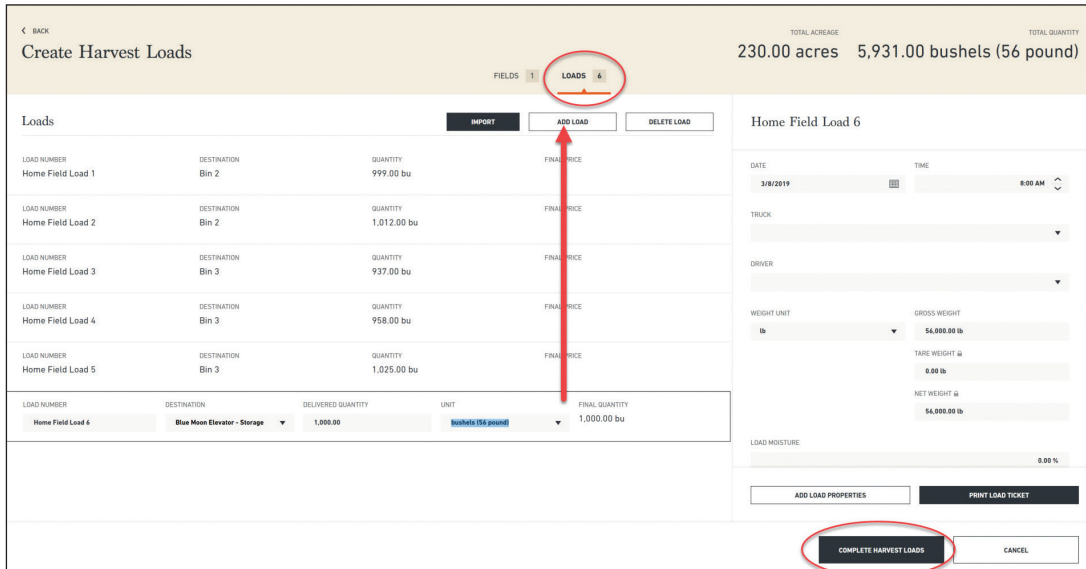 BACK
Create Harvest Loads
TOTAL ACREAGE
230.00 acres
TOTAL QUANTITY
5,931.00 bushels (56 pound)
FIELDS 1 LOADS 6
Loads
IMPORT ADD LOAD DELETE LOAD
LOAD NUMBER DESTINATION QUANTITY FINAL PRICE
Home Field Load 1 Bin 2 999.00 bu
LOAD NUMBER DESTINATION QUANTITY FINAL PRICE
Home Field Load 2 Bin 2 1,012.00 bu
LOAD NUMBER DESTINATION QUANTITY FINAL PRICE
Home Field Load 3 Bin 3 937.00 bu
LOAD NUMBER DESTINATION QUANTITY FINAL PRICE
Home Field Load 4 Bin 3 958.00 bu
LOAD NUMBER DESTINATION QUANTITY FINAL PRICE
Home Field Load 5 Bin 3 1,025.00 bu
LOAD NUMBER DESTINATION DELIVERED QUANTITY UNIT FINAL QUANTITY
Home Field Load 6 Blue Moon Elevator - Storage 1,000.00 bushels (56 pound) 1,000.00 bu
Home Field Load 6
DATE TIME
3/8/2019 8:00 AM
TRUCK
DRIVER
WEIGHT UNIT GROSS WEIGHT
lb 56,000.00 lb
TARE WEIGHT
0.00 lb
NET WEIGHT
56,000.00 lb
LOAD MOISTURE
0.00 %
ADD LOAD PROPERTIES PRINT LOAD TICKET
COMPLETE HARVEST LOADS CANCEL